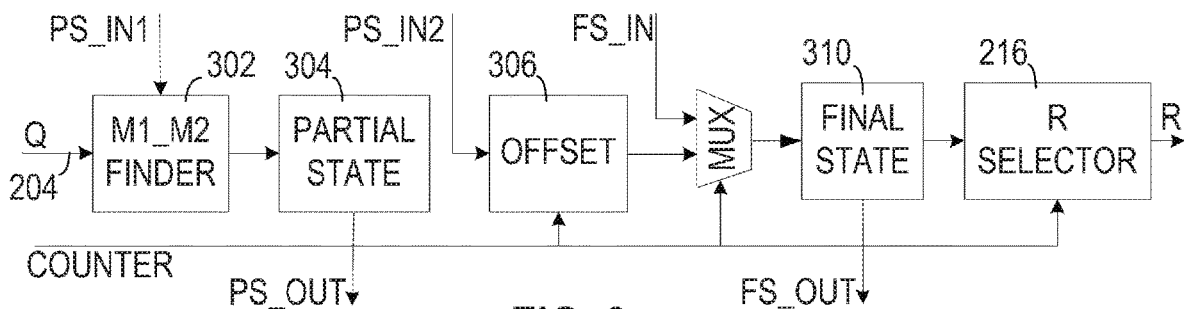 PS_IN1
PS_IN2
FS_IN
302
304
306
310
216
Q
204
M1_M2
FINDER
PARTIAL
STATE
OFFSET
MUX
FINAL
STATE
R
SELECTOR
R
COUNTER
PS_OUT
FS_OUT